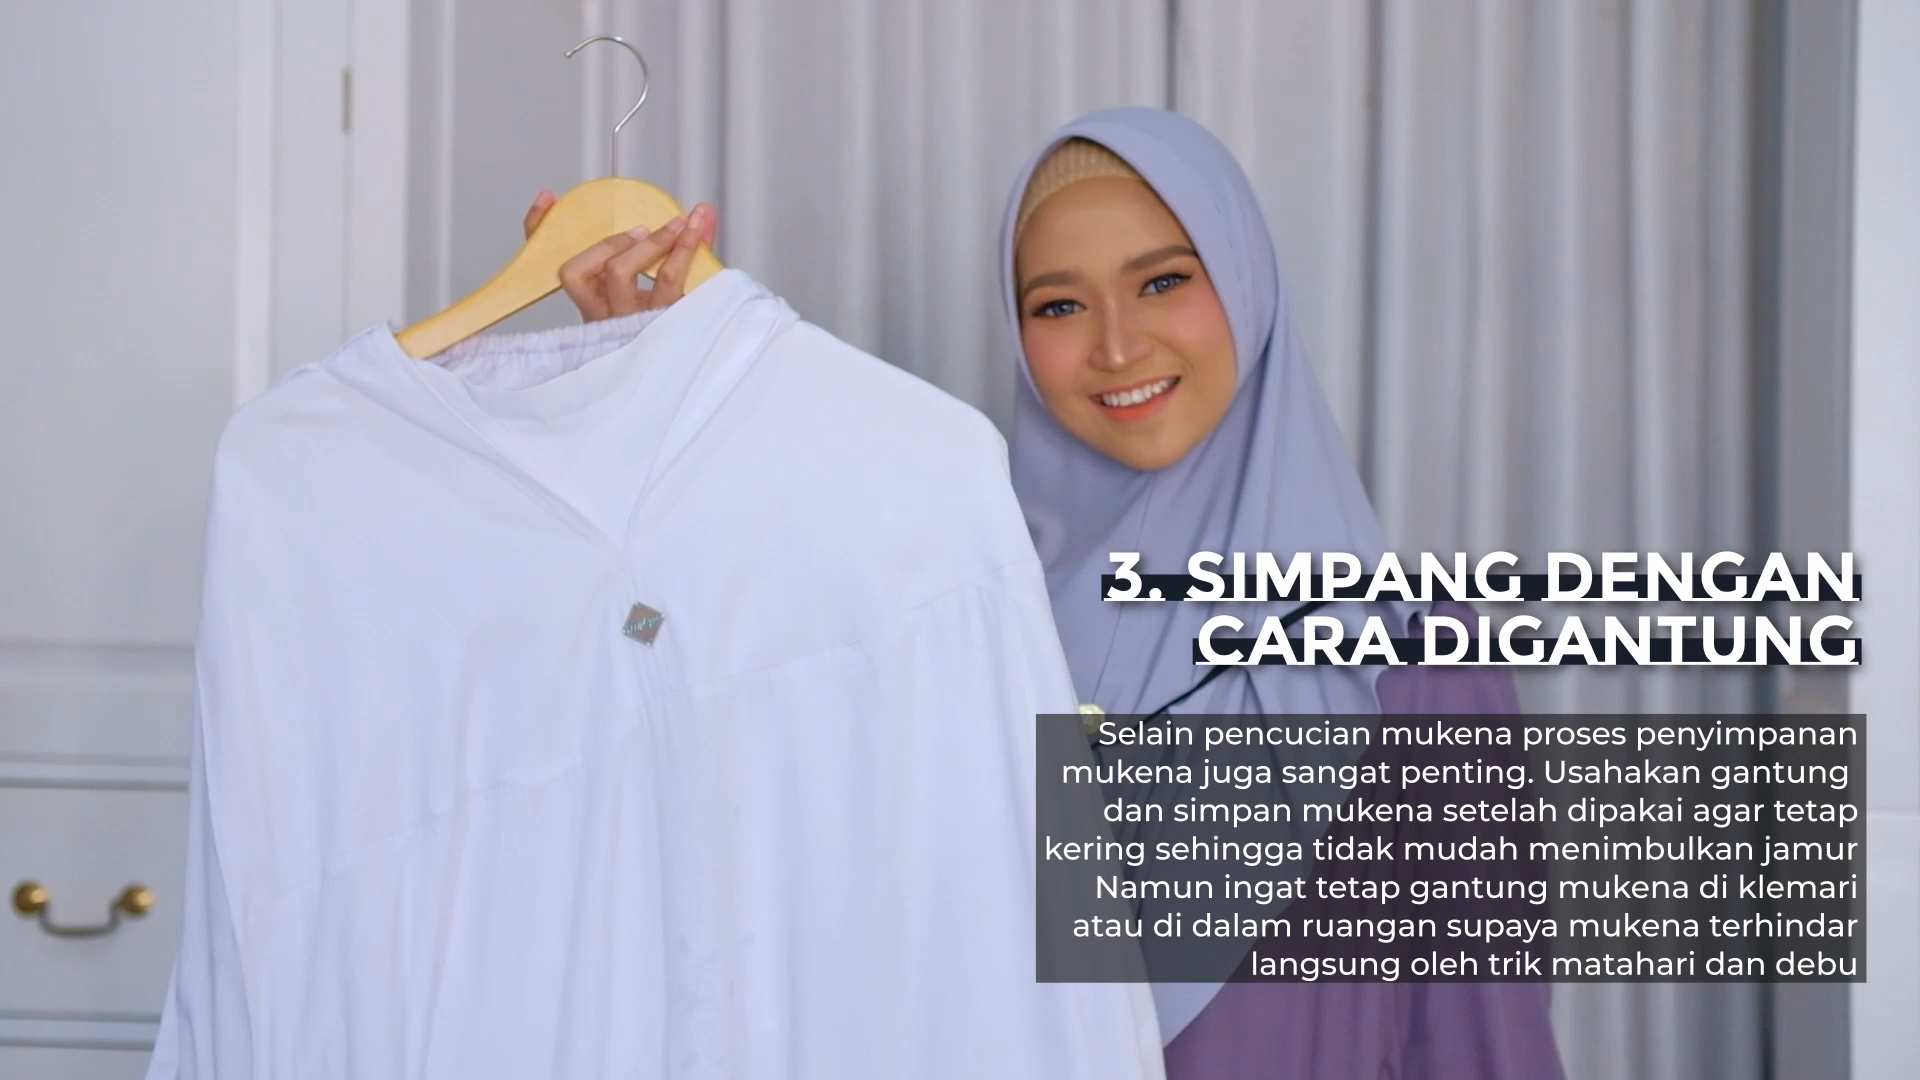 3. SIMPANG DENGAN
CARA DIGANTUNG
Selain pencucian mukena proses penyimpanan
mukena juga sangat penting. Usahakan gantung
dan simpan mukena setelah dipakai agar tetap
kering sehingga tidak mudah menimbulkan jamur
Namun ingat tetap gantung mukena di klemari
atau di dalam ruangan supaya mukena terhindar
langsung oleh trik matahari dan debu